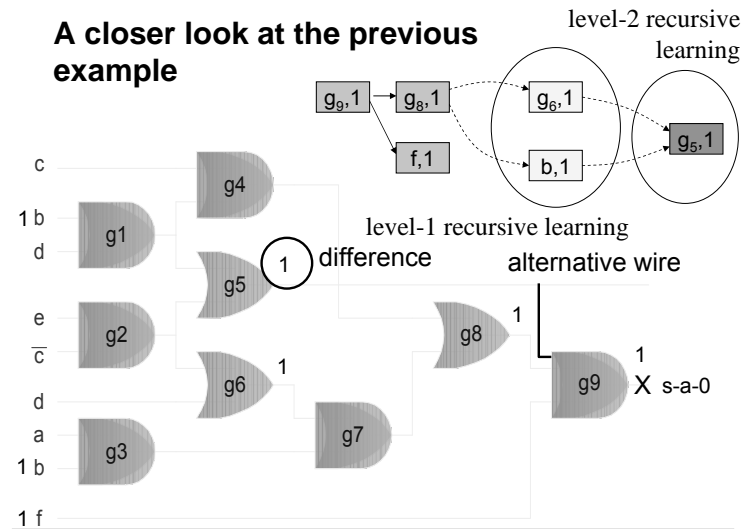 A closer look at the previous
example
level-2 recursive
learning
g9,1
g8,1
g6,1
g5,1
f,1
b,1
c
g4
1 b
d
g1
level-1 recursive learning
1
difference
alternative wire
g5
e
g2
g8
1
c̅
g6
1
g9
1
X s-a-0
d
a
g3
g7
1 b
1 f